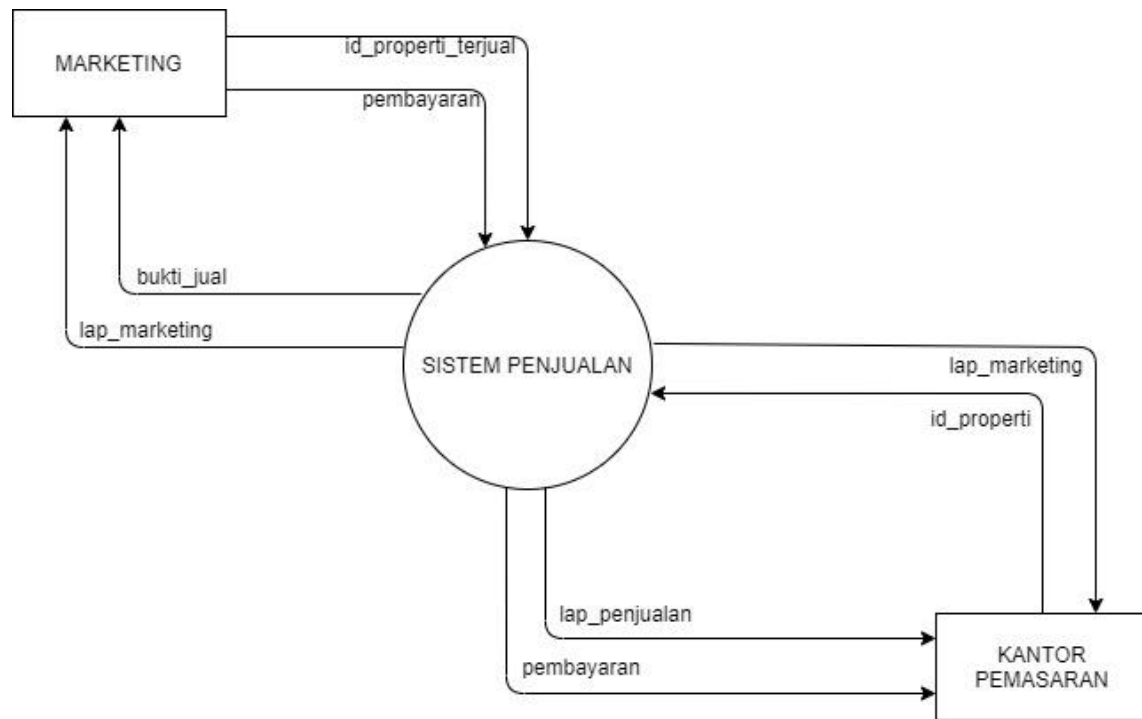 id_properti_terjual
MARKETING
pembayaran
bukti_jual
lap_marketing
SISTEM PENJUALAN
lap_marketing
id_properti
lap_penjualan
pembayaran
KANTOR
PEMASARAN